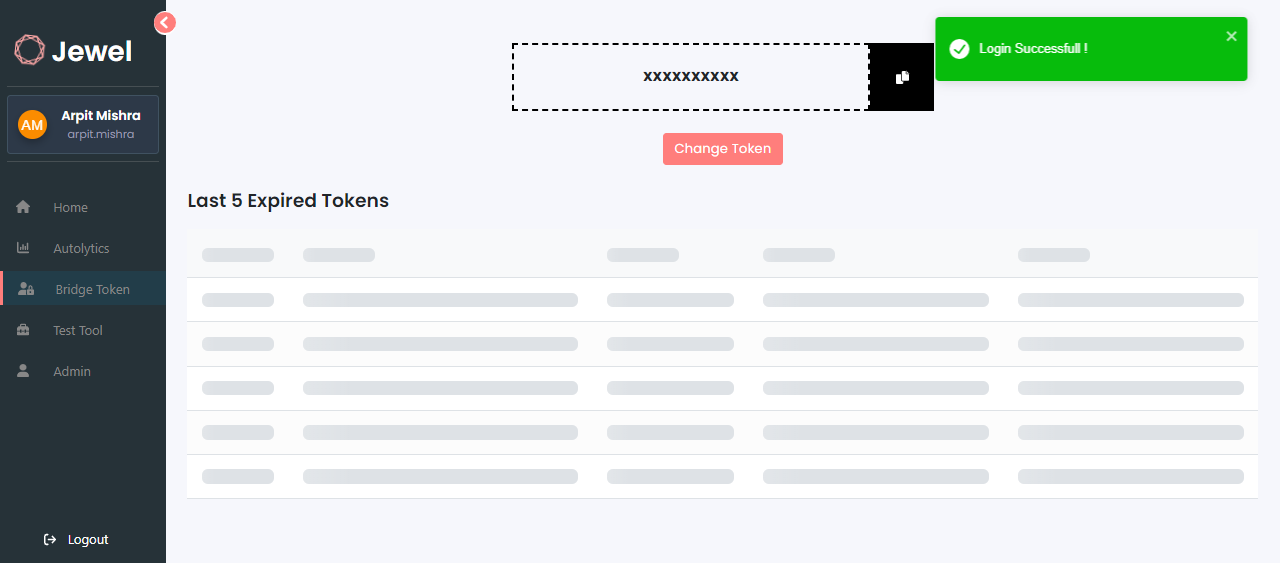 Jewel
AM
Arpit Mishra
arpit.mishra
Home
Autolytics
Bridge Token
Test Tool
Admin
Logout
xxxxxxxxxx
Login Successfull !
Change Token
Last 5 Expired Tokens